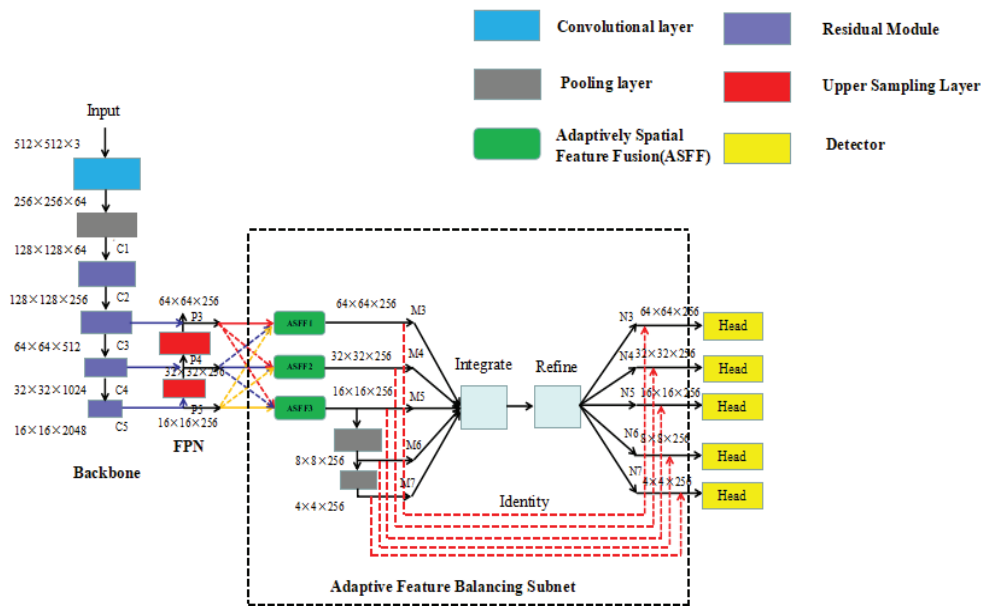 Convolutional layer
Residual Module
Pooling layer
Upper Sampling Layer
Adaptively Spatial
Feature Fusion(ASFF)
Detector
Input
512×512×3
256×256×64
C1
128×128×64
C2
128×128×256
C3
64×64×512
C4
32×32×1024
C5
16×16×2048
Backbone
64×64×256
P3
P4
32×32×256
P5
16×16×256
FPN
ASFF1
ASFF2
ASFF3
64×64×256
M3
32×32×256
M4
16×16×256
M5
M6
8×8×256
M7
4×4×256
Integrate
Refine
Identity
N3
64×64×256
N4
32×32×256
N5
16×16×256
N6
8×8×256
N7
4×4×256
Head
Head
Head
Head
Head
Adaptive Feature Balancing Subnet